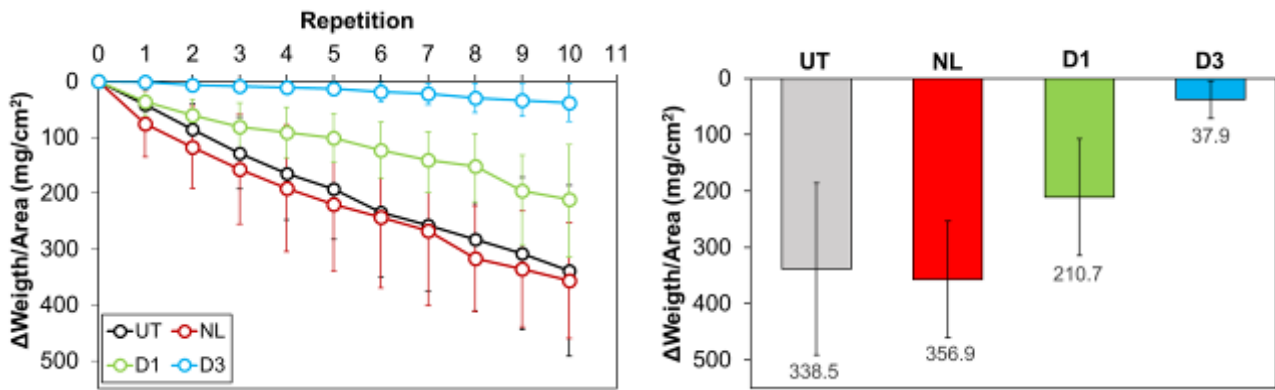 Repetition
0 1 2 3 4 5 6 7 8 9 10 11
0
100
200
300
400
500
ΔWeigth/Area (mg/cm²)
UT NL
D1 D3
UT NL D1 D3
0
100
200
300
400
500
ΔWeigth/Area (mg/cm²)
338.5
356.9
210.7
37.9